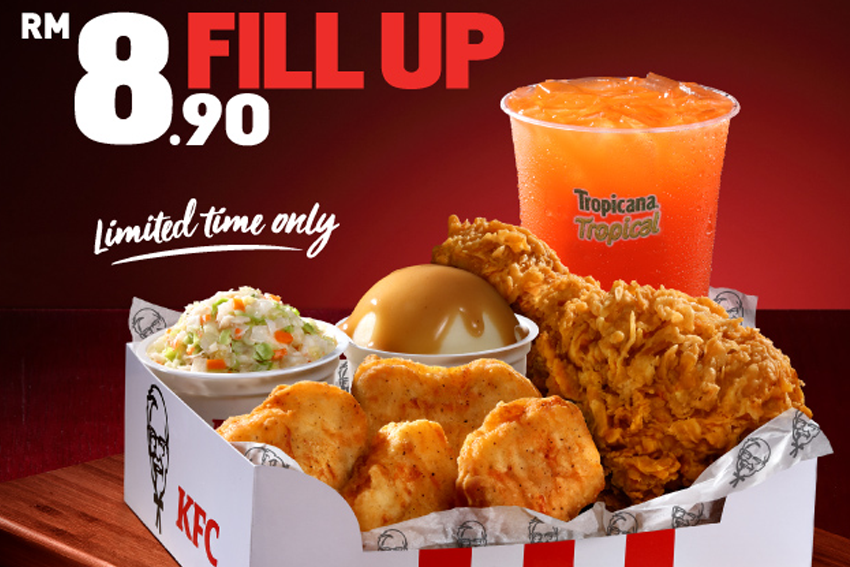 RM 8.90
FILL UP
Limited time only
Tropicana
Tropical
KFC